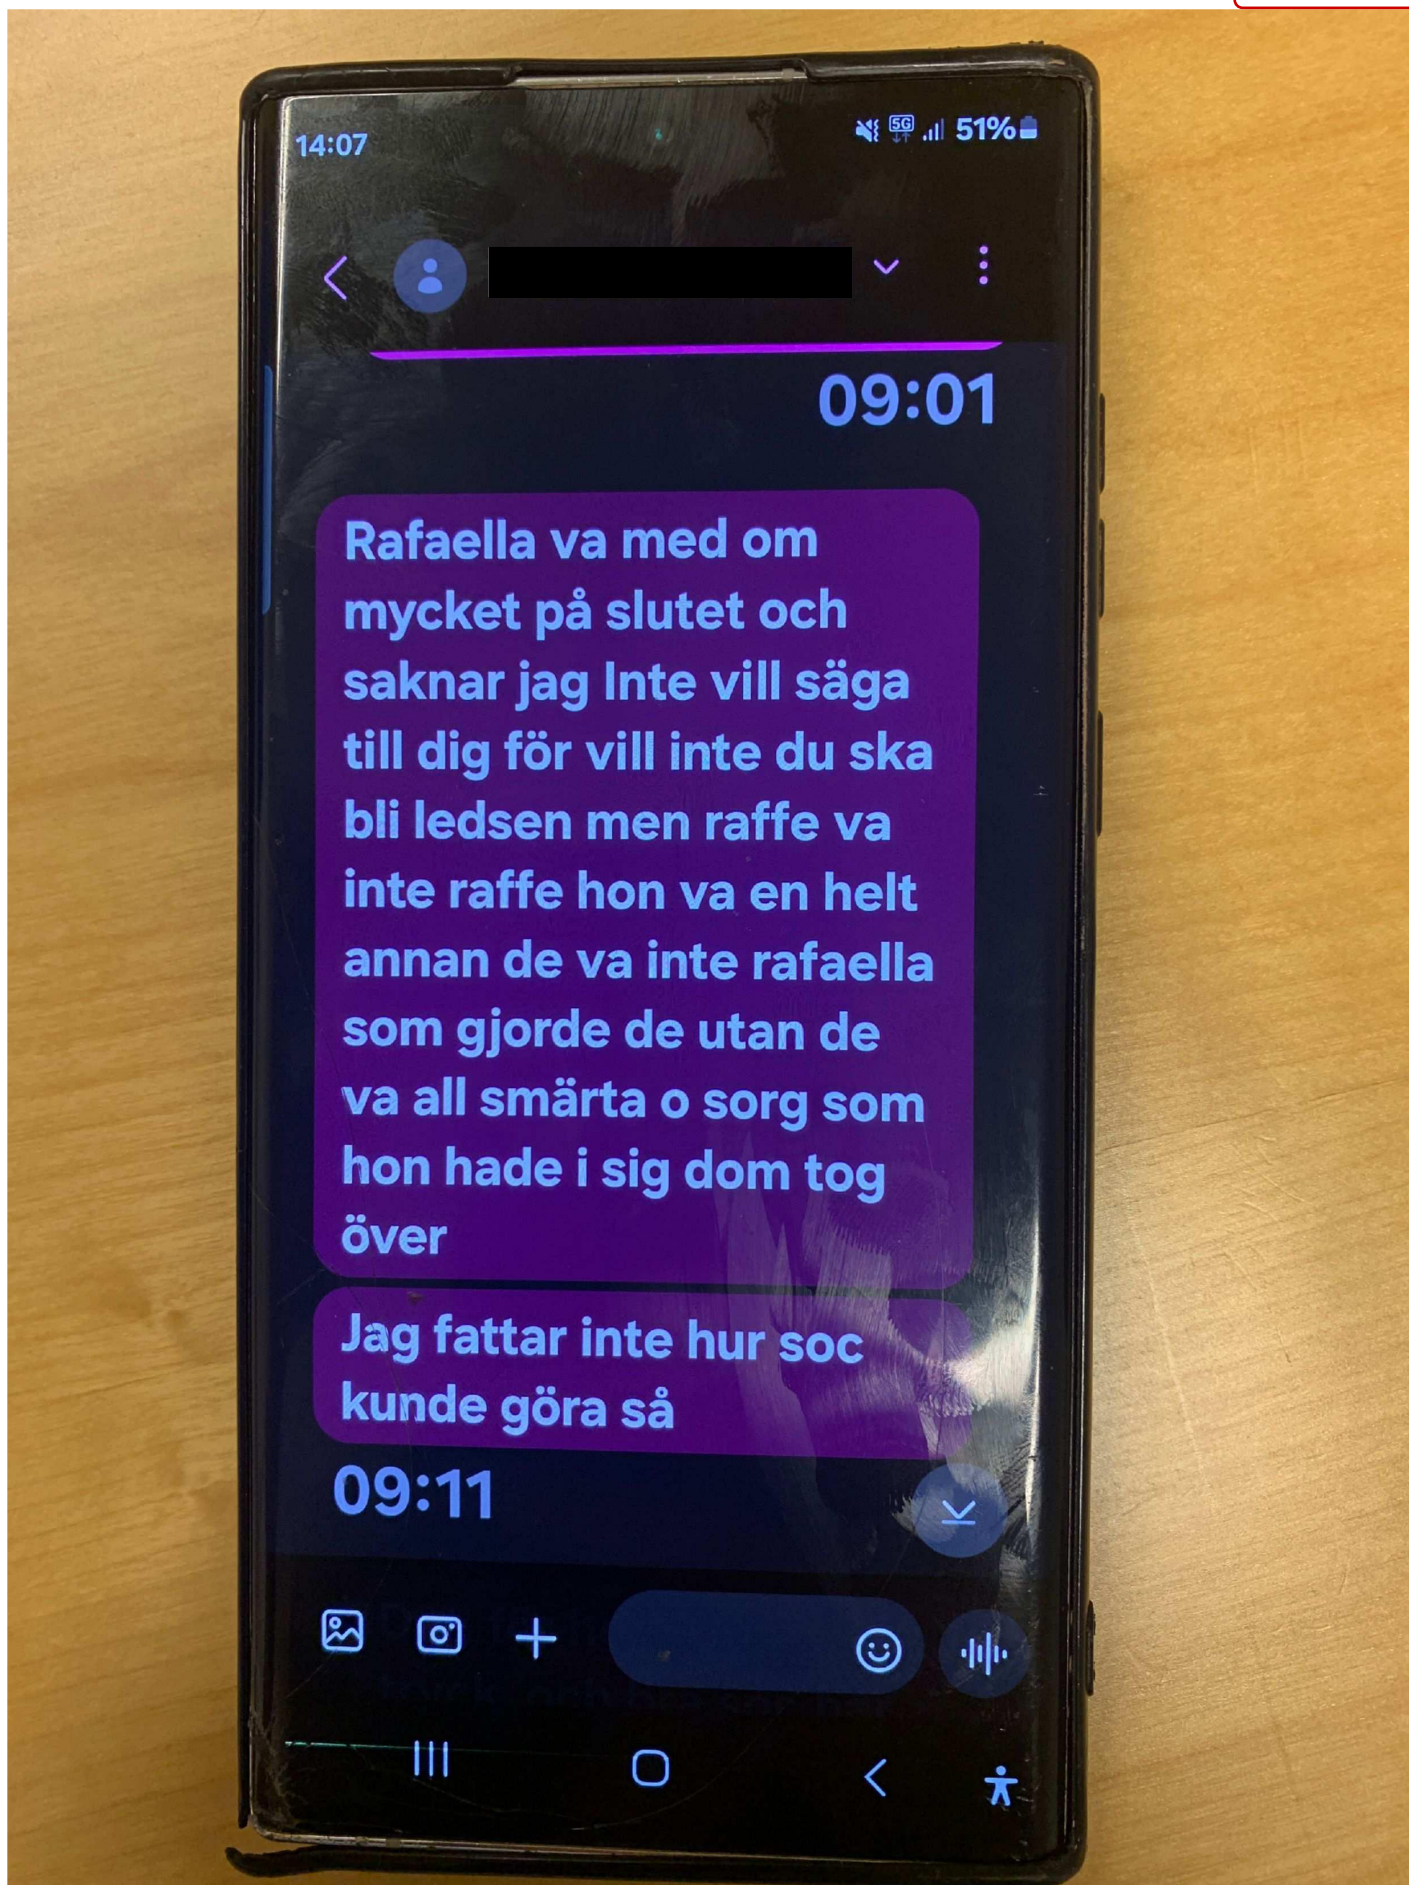 14:07
5G
51%
09:01
Rafaella va med om
mycket på slutet och
saknar jag Inte vill säga
till dig för vill inte du ska
bli ledsen men raffe va
inte raffe hon va en helt
annan de va inte rafaella
som gjorde de utan de
va all smärta o sorg som
hon hade i sig dom tog
över
Jag fattar inte hur soc
kunde göra så
09:11